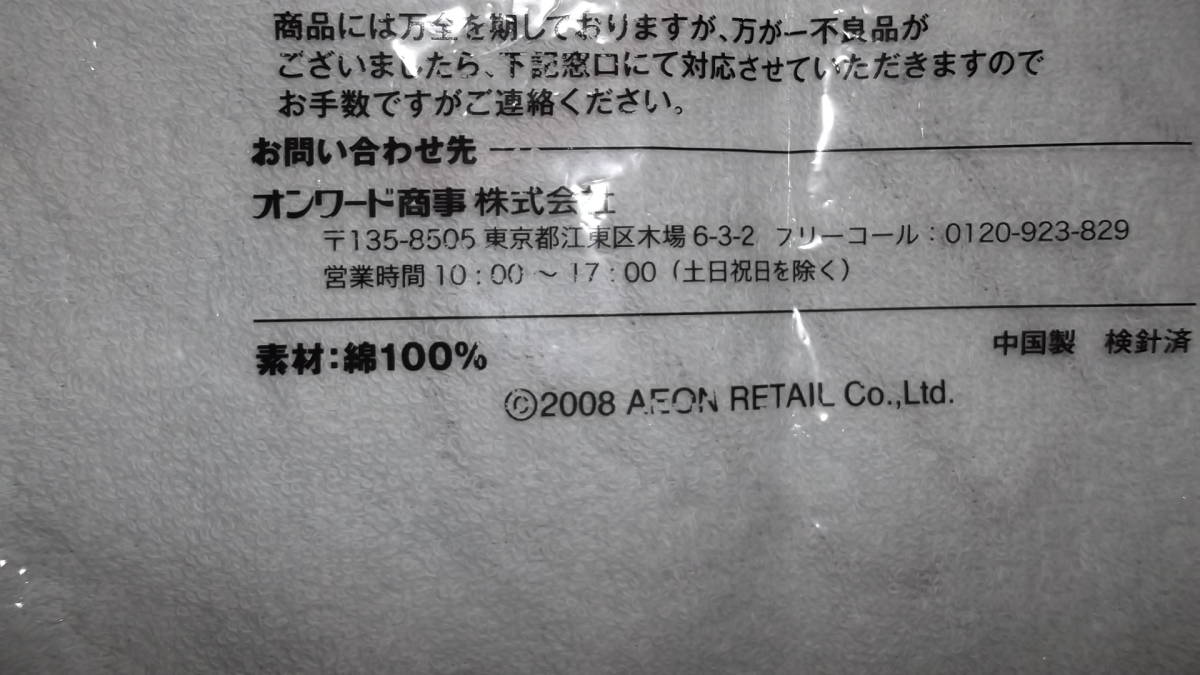 商品には万全を期しておりますが、万が一不良品が
ございましたら、下記窓口にて対応させていただきますので
お手数ですがご連絡ください。
お問い合わせ先
オンワード商事 株式会社
〒135-8505 東京都江東区木場6-3-2 フリーコール：0120-923-829
営業時間 10：00 ～ 17：00（土日祝日を除く）
素材：綿100%
中国製 検針済
©2008 AEON RETAIL Co.,Ltd.